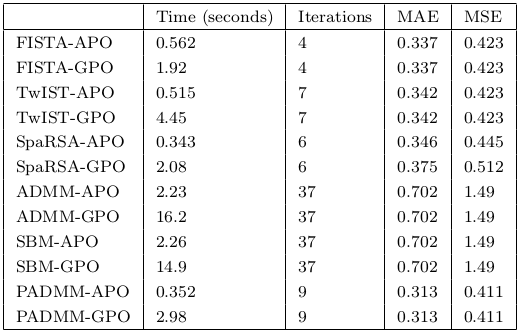 Time (seconds) Iterations MAE MSE
FISTA-APO 0.562 4 0.337 0.423
FISTA-GPO 1.92 4 0.337 0.423
TwIST-APO 0.515 7 0.342 0.423
TwIST-GPO 4.45 7 0.342 0.423
SpaRSA-APO 0.343 6 0.346 0.445
SpaRSA-GPO 2.08 6 0.375 0.512
ADMM-APO 2.23 37 0.702 1.49
ADMM-GPO 16.2 37 0.702 1.49
SBM-APO 2.26 37 0.702 1.49
SBM-GPO 14.9 37 0.702 1.49
PADMM-APO 0.352 9 0.313 0.411
PADMM-GPO 2.98 9 0.313 0.411